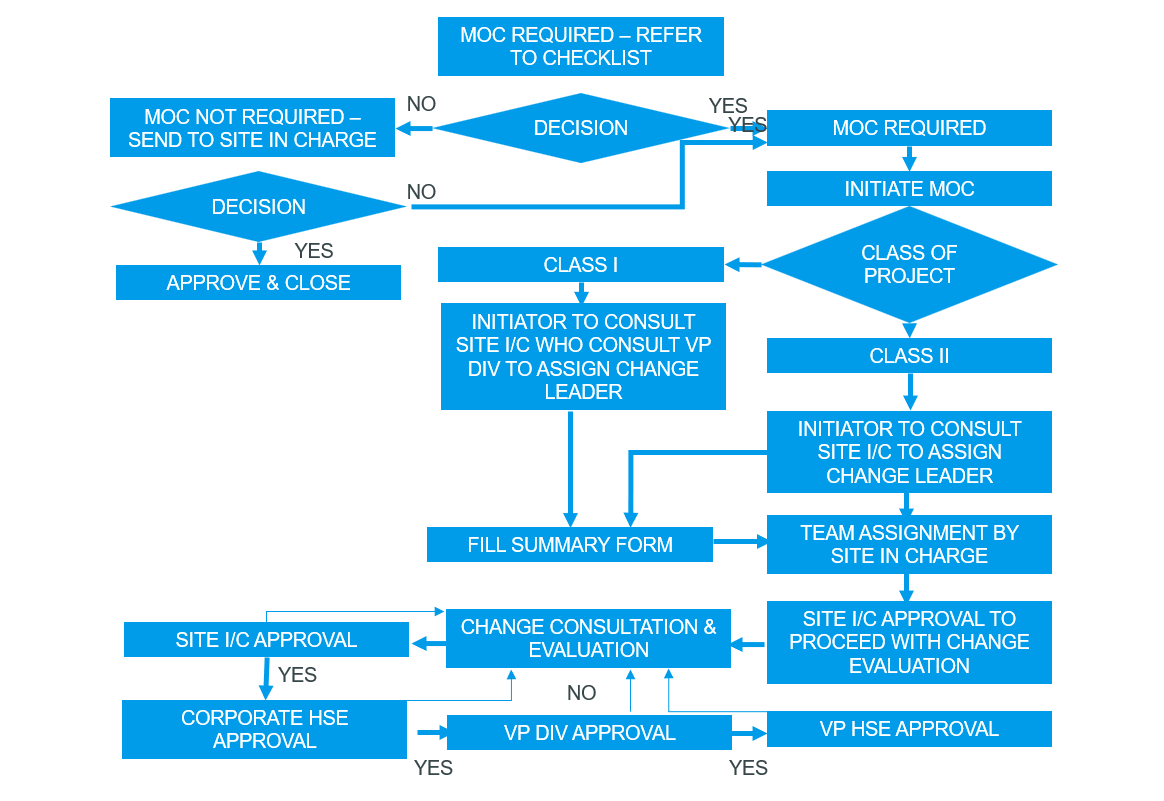 MOC REQUIRED – REFER
TO CHECKLIST
NO
YES
MOC NOT REQUIRED –
SEND TO SITE IN CHARGE
DECISION
YES
MOC REQUIRED
DECISION
NO
INITIATE MOC
YES
APPROVE & CLOSE
CLASS OF
PROJECT
CLASS I
INITIATOR TO CONSULT
SITE I/C WHO CONSULT VP
DIV TO ASSIGN CHANGE
LEADER
CLASS II
INITIATOR TO CONSULT
SITE I/C TO ASSIGN
CHANGE LEADER
FILL SUMMARY FORM
TEAM ASSIGNMENT BY
SITE IN CHARGE
SITE I/C APPROVAL TO
PROCEED WITH CHANGE
EVALUATION
CHANGE CONSULTATION &
EVALUATION
SITE I/C APPROVAL
YES
NO
CORPORATE HSE
APPROVAL
VP DIV APPROVAL
VP HSE APPROVAL
YES
YES